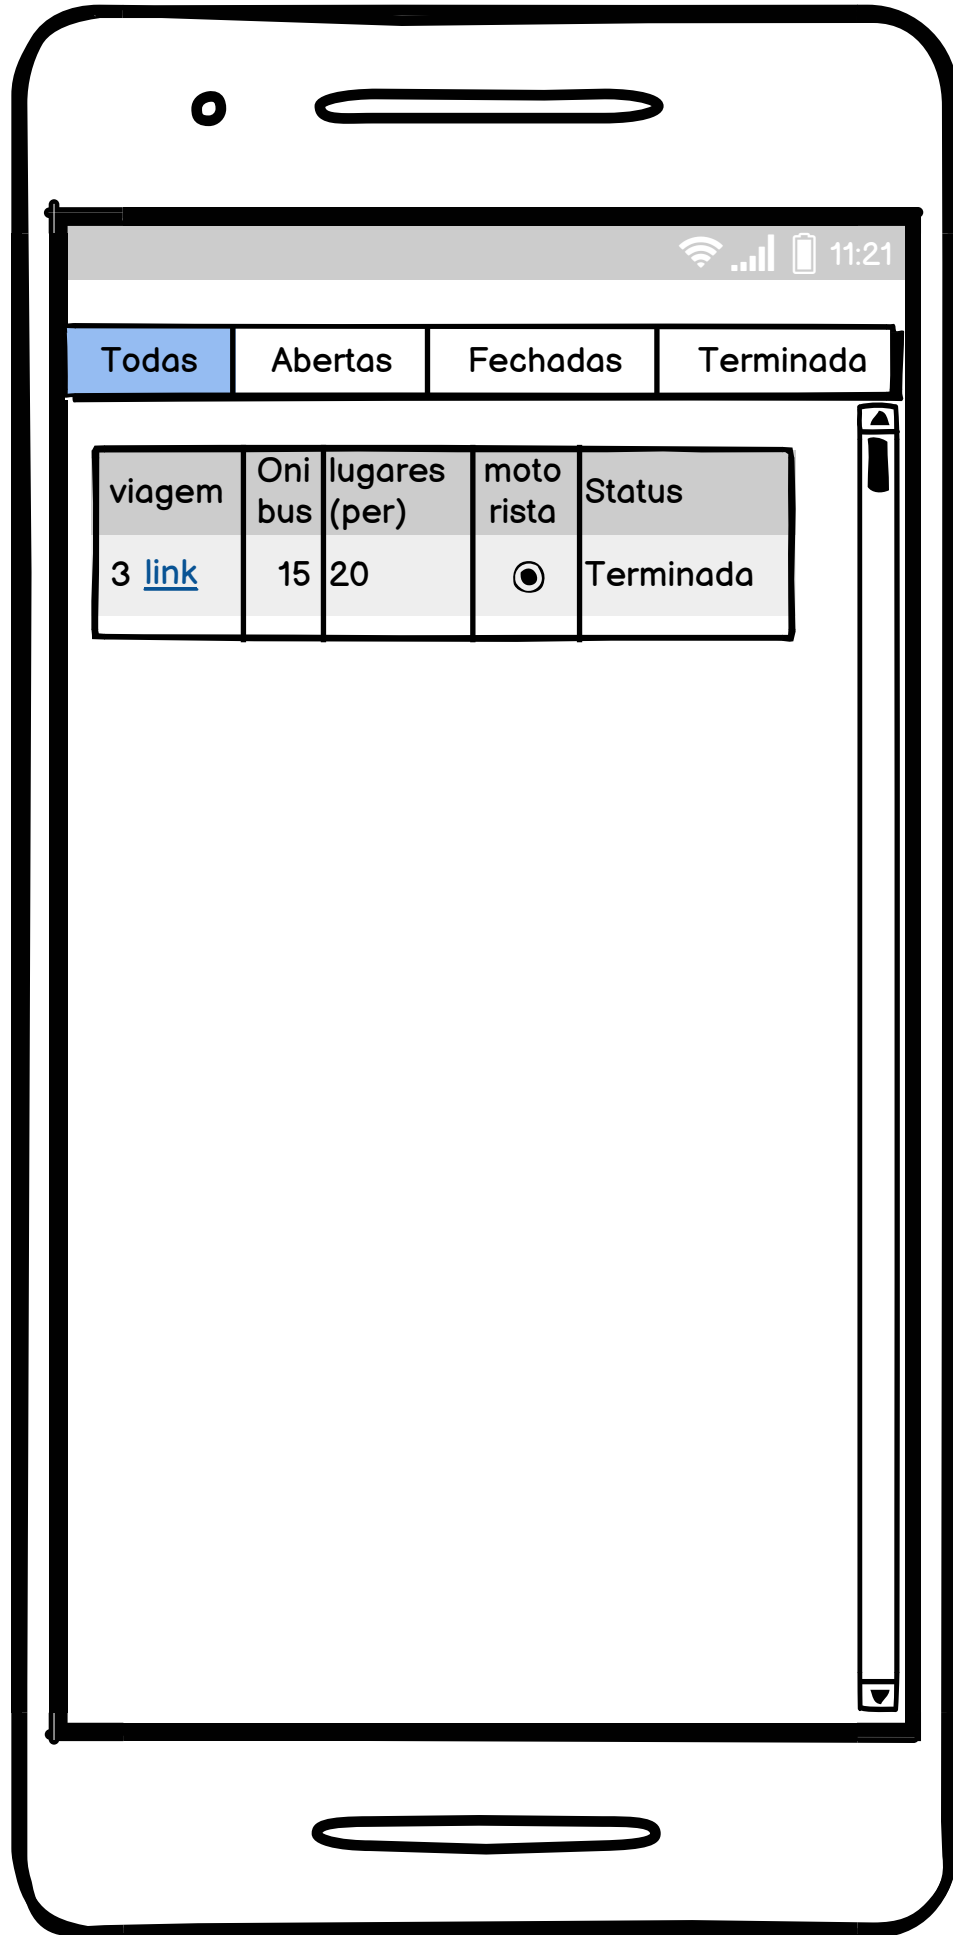 11:21
Todas Abertas Fechadas Terminada
viagem Oni bus lugares (per) moto rista Status
3 link 15 20 Terminada